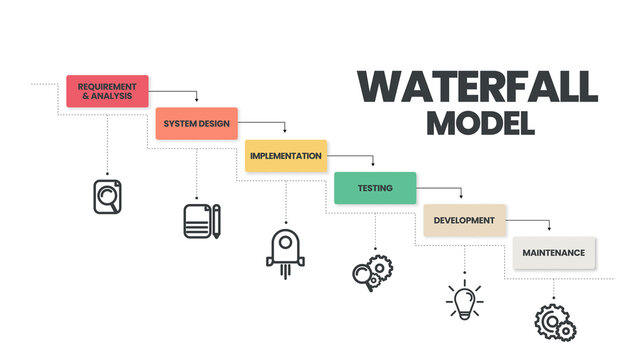 WATERFALL
MODEL
REQUIREMENT
& ANALYSIS
SYSTEM DESIGN
IMPLEMENTATION
TESTING
DEVELOPMENT
MAINTENANCE